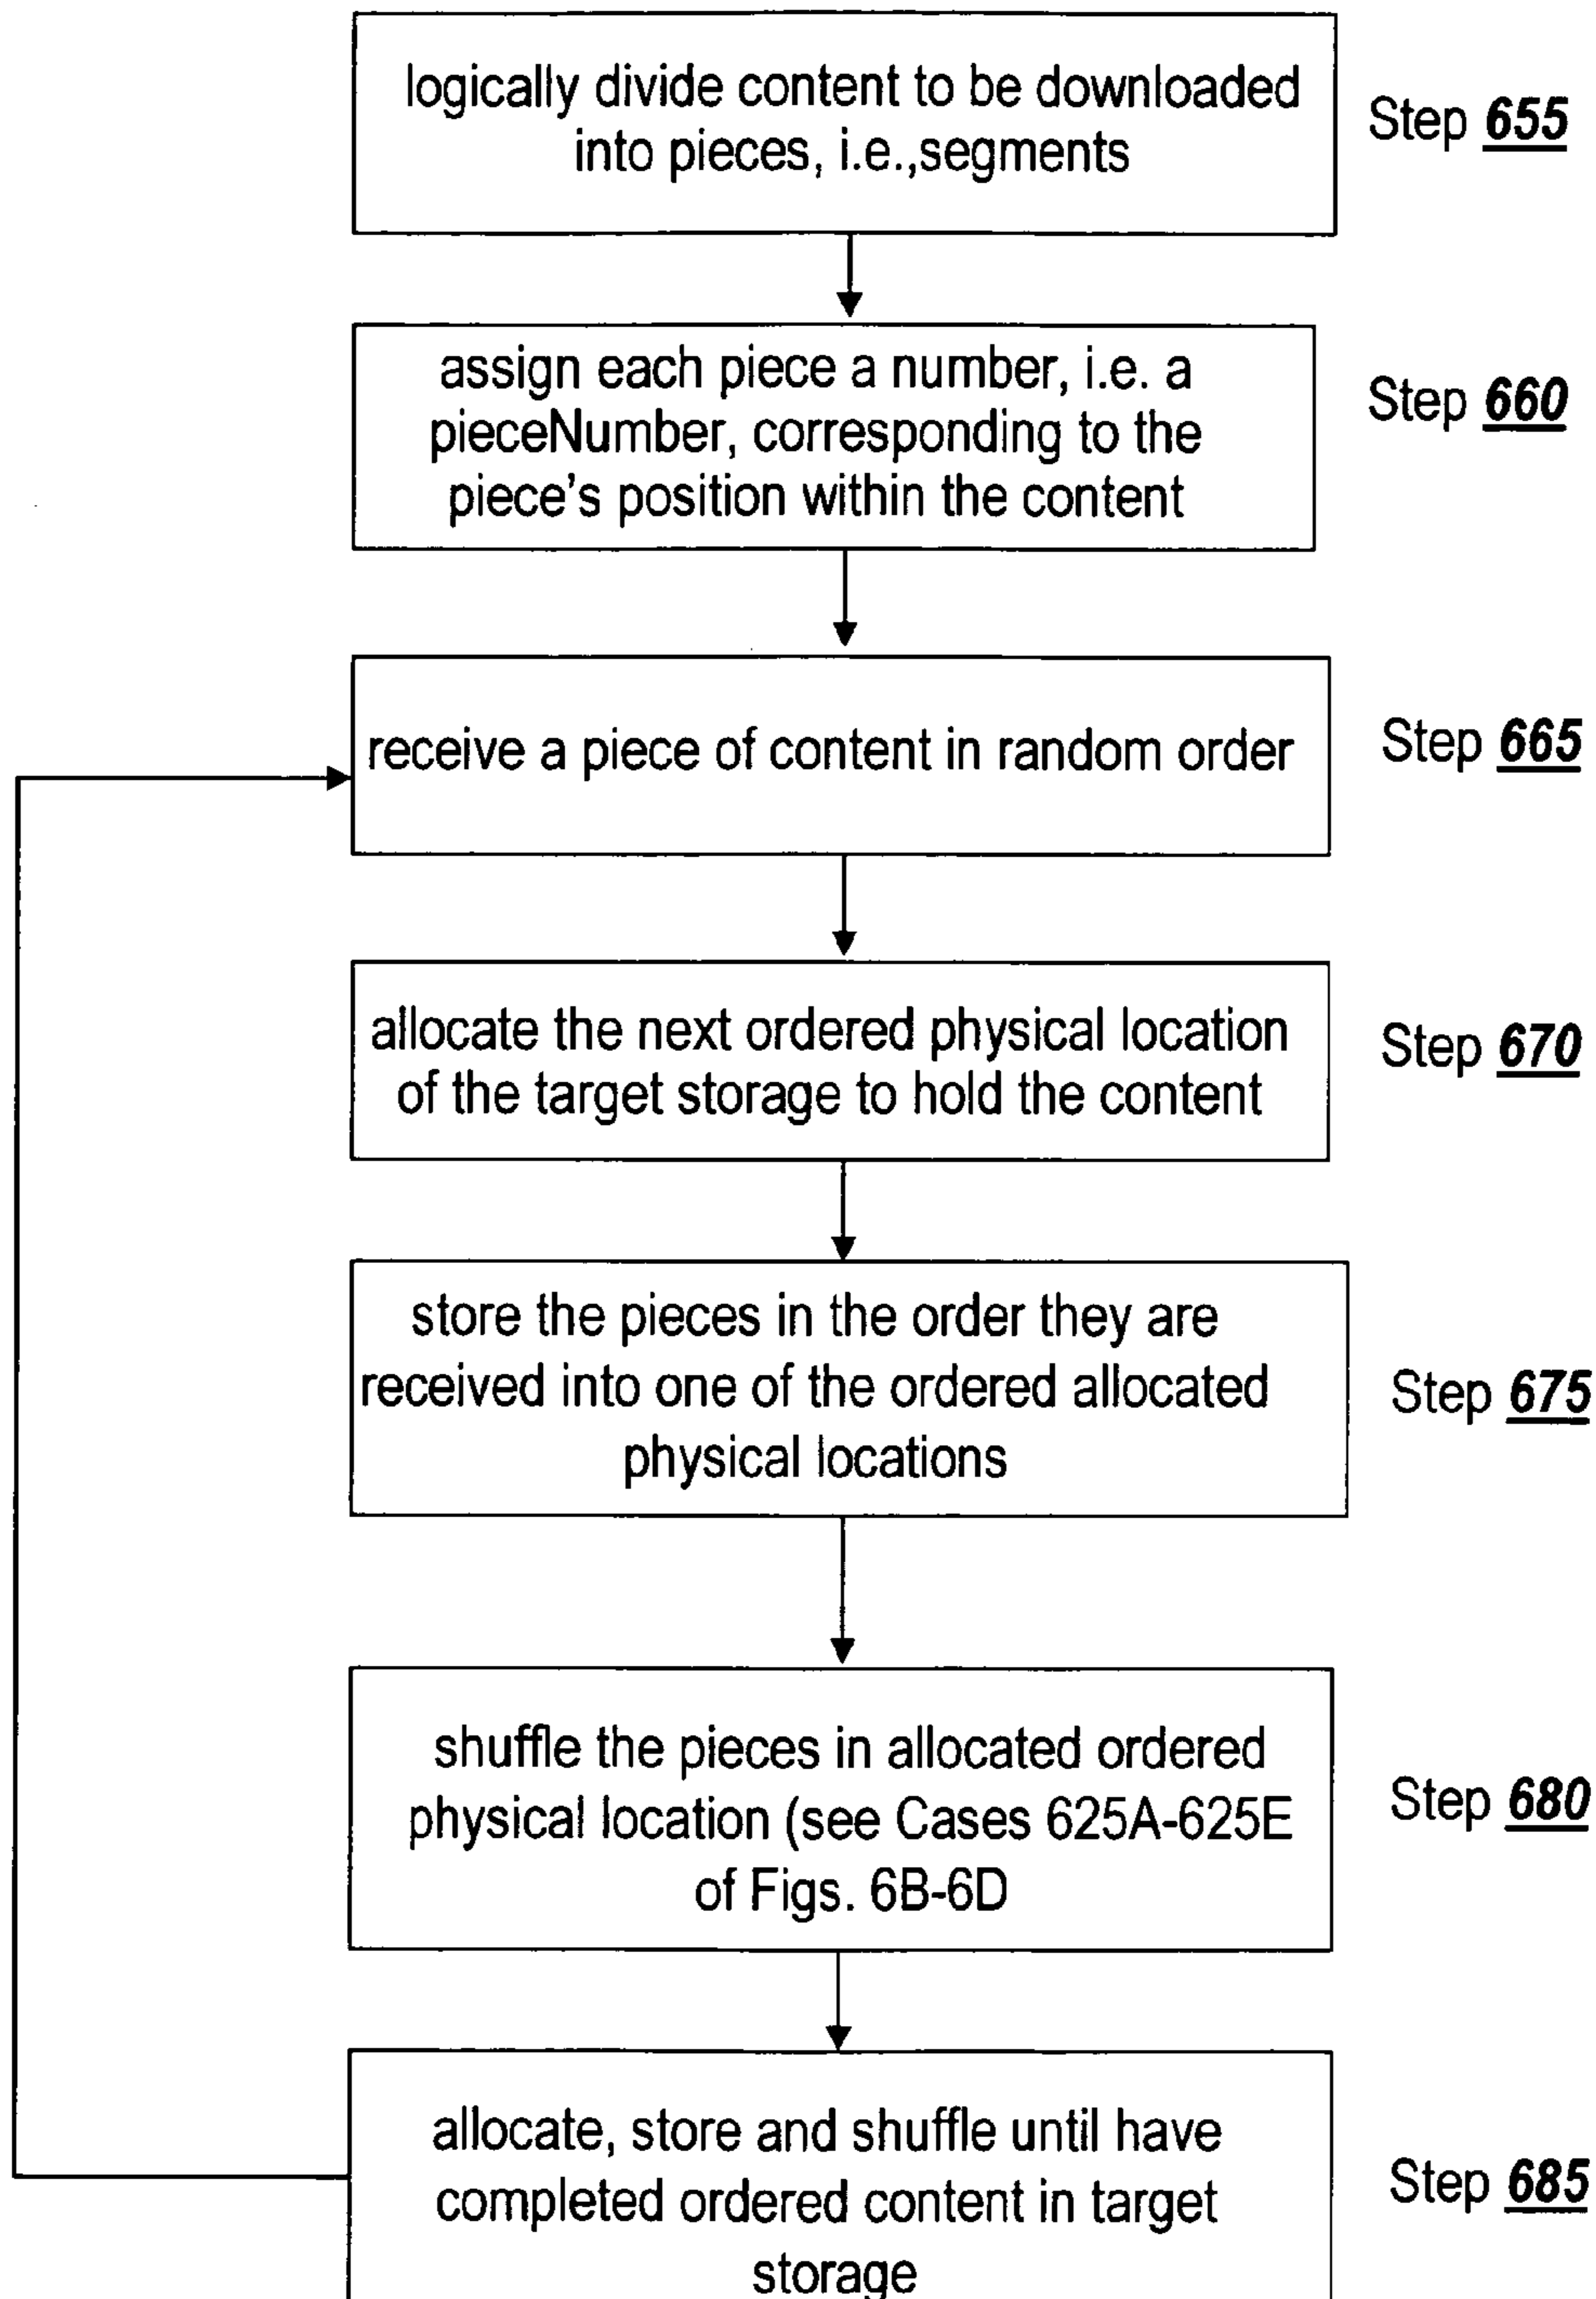 logically divide content to be downloaded
into pieces, i.e.,segments
Step 655
assign each piece a number, i.e. a
pieceNumber, corresponding to the
piece's position within the content
Step 660
receive a piece of content in random order
Step 665
allocate the next ordered physical location
of the target storage to hold the content
Step 670
store the pieces in the order they are
received into one of the ordered allocated
physical locations
Step 675
shuffle the pieces in allocated ordered
physical location (see Cases 625A-625E
of Figs. 6B-6D
Step 680
allocate, store and shuffle until have
completed ordered content in target
storage
Step 685